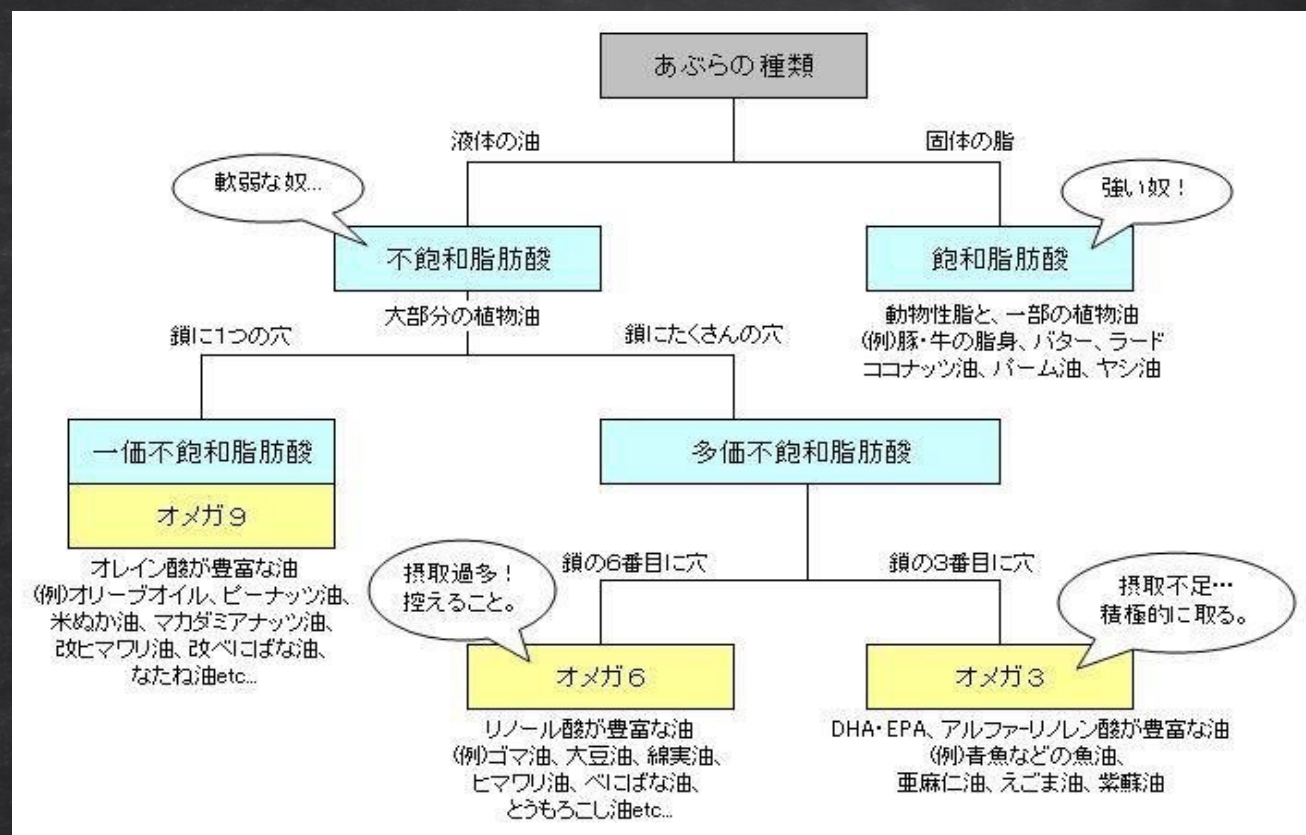 あぶらの種類
液体の油
固体の脂
軟弱な奴...
強い奴！
不飽和脂肪酸
飽和脂肪酸
大部分の植物油
動物性脂と、一部の植物油
(例)豚・牛の脂身、バター、ラード
ココナッツ油、パーム油、ヤシ油
鎖に1つの穴
鎖にたくさんの穴
一価不飽和脂肪酸
多価不飽和脂肪酸
オメガ９
オレイン酸が豊富な油
(例)オリーブオイル、ピーナッツ油、
米ぬか油、マカダミアナッツ油、
改ヒマワリ油、改べにばな油、
なたね油etc...
摂取過多！
控えること。
鎖の6番目に穴
鎖の3番目に穴
摂取不足…
積極的に取る。
オメガ６
オメガ３
リノール酸が豊富な油
(例)ゴマ油、大豆油、綿実油、
ヒマワリ油、べにばな油、
とうもろこし油etc...
DHA・EPA、アルファーリノレン酸が豊富な油
(例)青魚などの魚油、
亜麻仁油、えごま油、紫蘇油